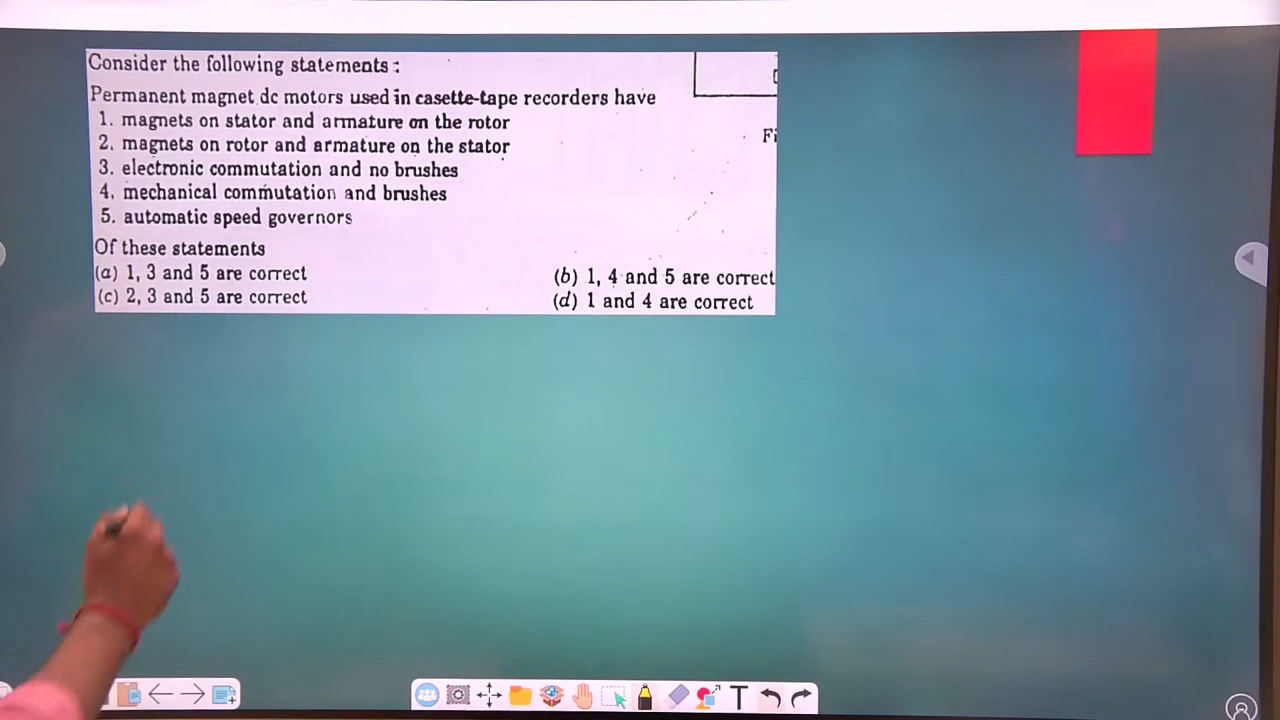 Consider the following statements :
Permanent magnet dc motors used in casette-tape recorders have
1. magnets on stator and armature on the rotor
2. magnets on rotor and armature on the stator
3. electronic commutation and no brushes
4. mechanical commutation and brushes
5. automatic speed governors
Of these statements
(a) 1, 3 and 5 are correct
(b) 1, 4 and 5 are correct
(c) 2, 3 and 5 are correct
(d) 1 and 4 are correct
Fi
T